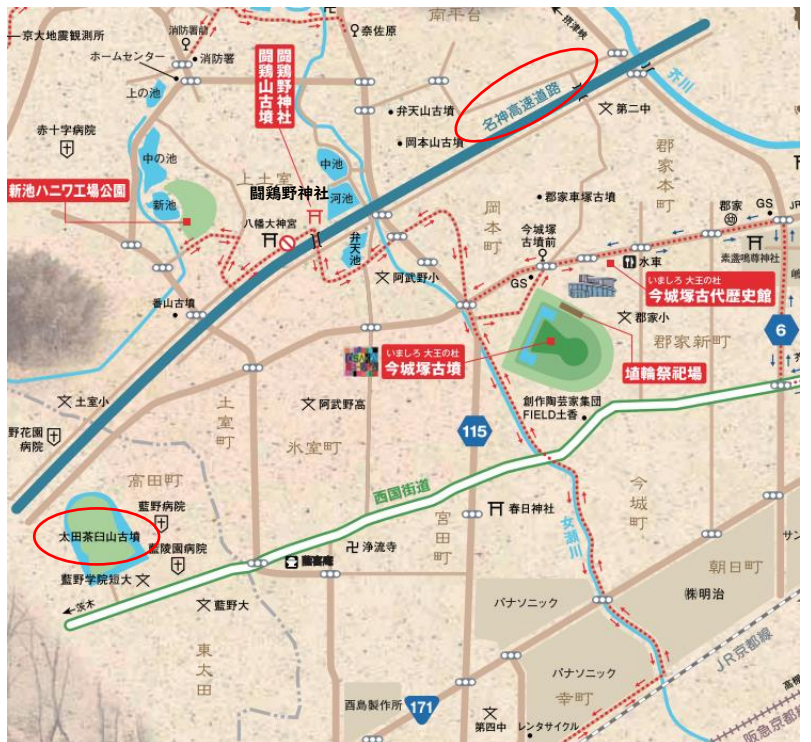 京大地震観測所
消防署前
消防署
ホームセンター
上の池
赤十字病院
中の池
新池ハニワ工場公園
新池
上土室
闘鶏野神社
闘鶏山古墳
奈佐原
南平台
摂津峡
弁天山古墳
岡本山古墳
名神高速道路
芥川
第二中
郡家本町
中池
河池
闘鶏野神社
八幡大神宮
弁天池
岡本町
郡家車塚古墳
今城塚
古墳前
郡家
GS
JR
水車
素盞嗚尊神社
GS
いましろ 大王の杜
今城塚古代歴史館
阿武野小
番山古墳
郡家小
郡家新町
6
いましろ 大王の杜
今城塚古墳
埴輪祭祀場
創作陶芸家集団
FIELD土香
土室小
土室町
阿武野高
氷室町
115
野花園
病院
高田町
西国街道
藍野病院
太田茶臼山古墳
藍陵園病院
藍野学院短大
茨木
藍野大
浄流寺
宮田町
春日神社
女瀬川
今城町
サン
朝日町
パナソニック
㈱明治
東太田
酉島製作所
171
パナソニック
幸町
第四中
レンタサイクル
JR京都線
高槻
阪急京都線